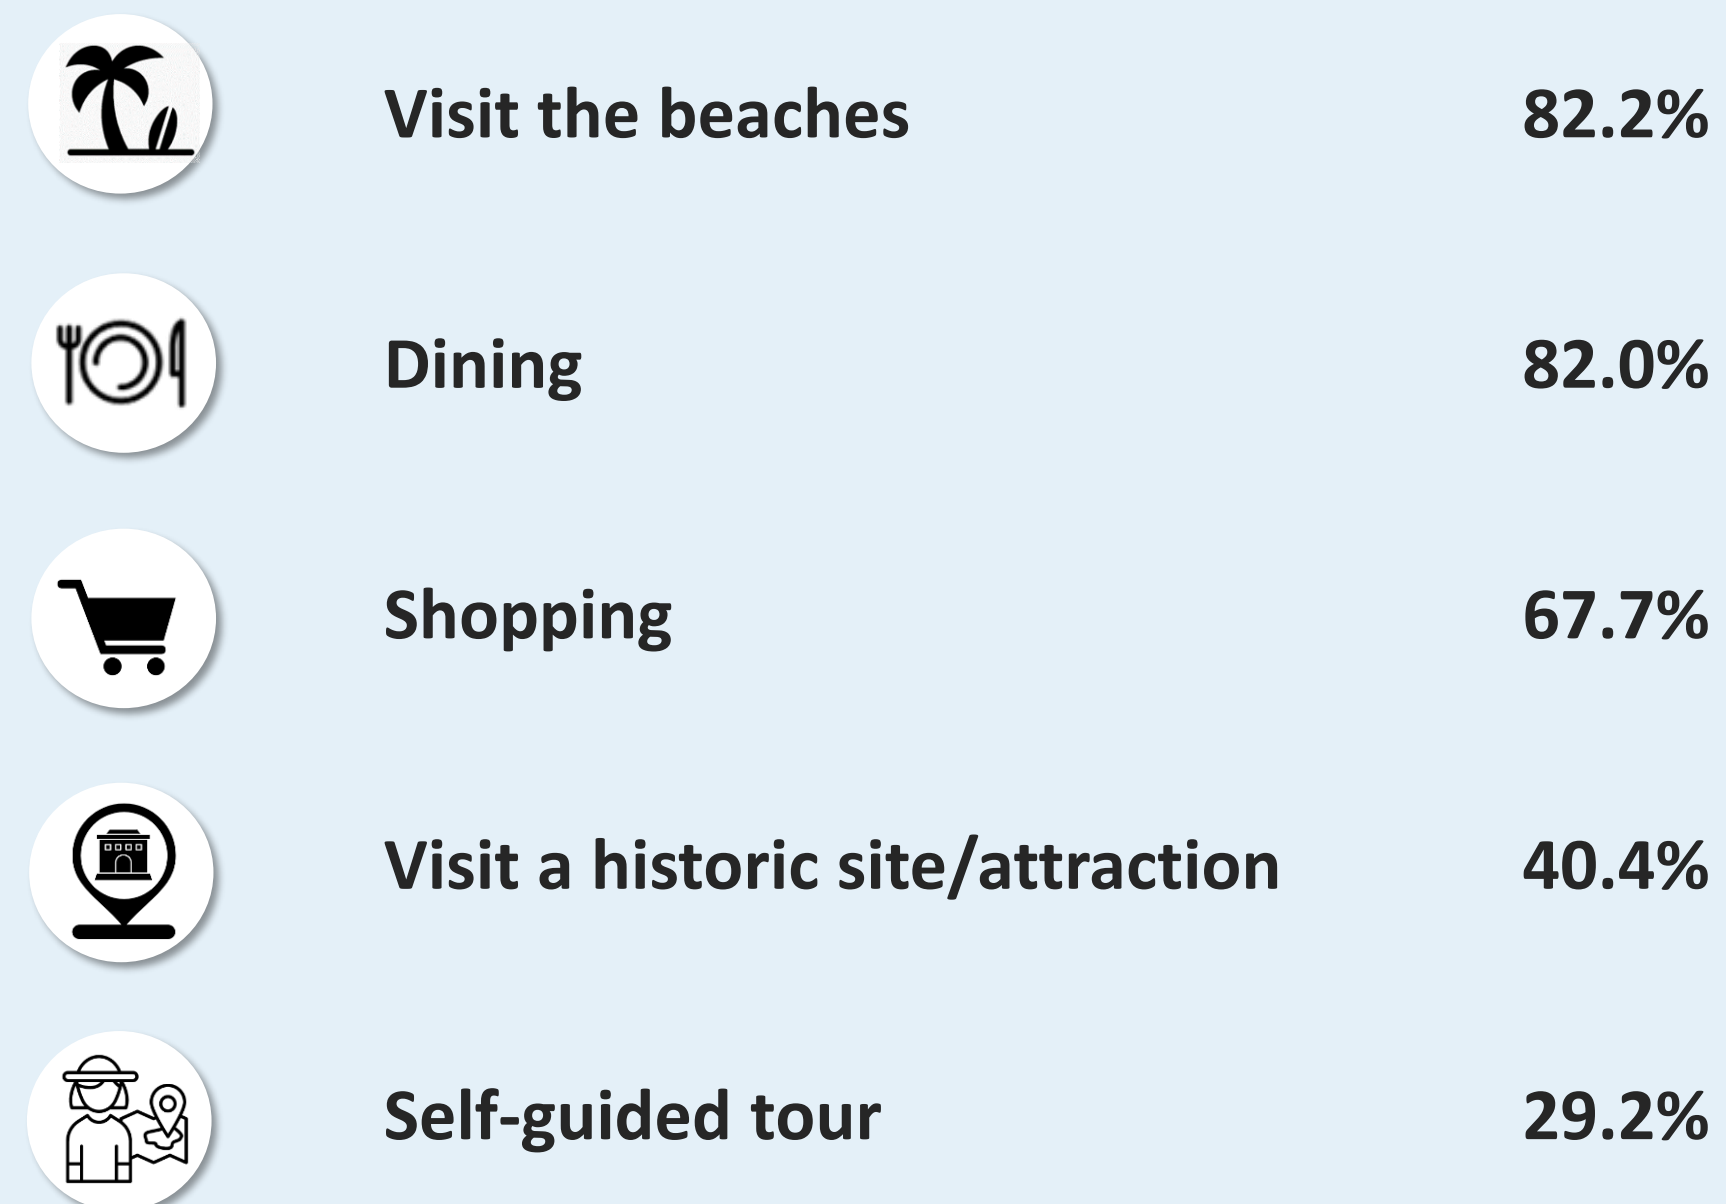 Visit the beaches 82.2%
Dining 82.0%
Shopping 67.7%
Visit a historic site/attraction 40.4%
Self-guided tour 29.2%